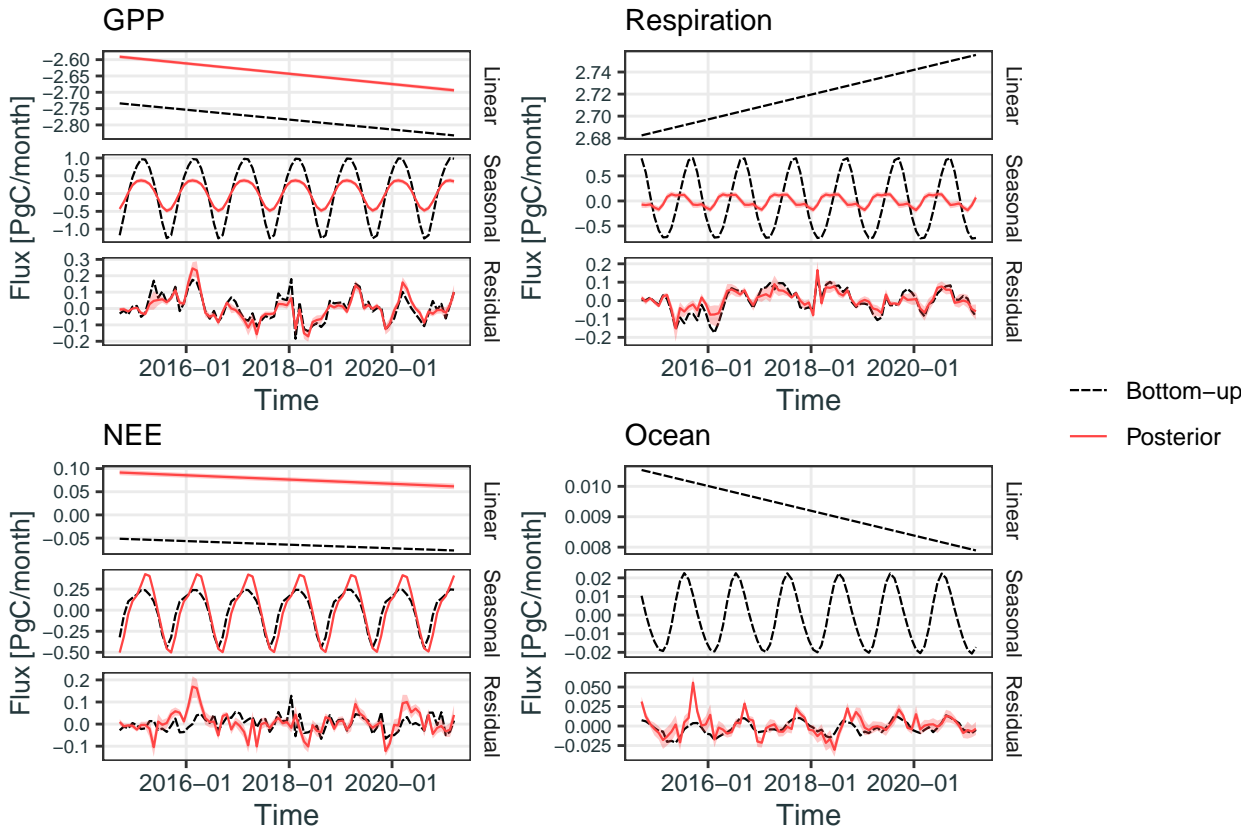 GPP
Flux [PgC/month]
−2.60
−2.65
−2.70
−2.75
−2.80
Linear
1.0
0.5
0.0
−0.5
−1.0
Seasonal
0.3
0.2
0.1
0.0
−0.1
−0.2
Residual
2016−01
2018−01
2020−01
Time
Respiration
Flux [PgC/month]
2.74
2.72
2.70
2.68
Linear
0.5
0.0
−0.5
Seasonal
0.2
0.1
0.0
−0.1
−0.2
Residual
2016−01
2018−01
2020−01
Time
Bottom−up
Posterior
NEE
Flux [PgC/month]
0.10
0.05
0.00
−0.05
Linear
0.25
0.00
−0.25
−0.50
Seasonal
0.2
0.1
0.0
−0.1
Residual
2016−01
2018−01
2020−01
Time
Ocean
Flux [PgC/month]
0.010
0.009
0.008
Linear
0.02
0.01
0.00
−0.01
−0.02
Seasonal
0.050
0.025
0.000
−0.025
Residual
2016−01
2018−01
2020−01
Time